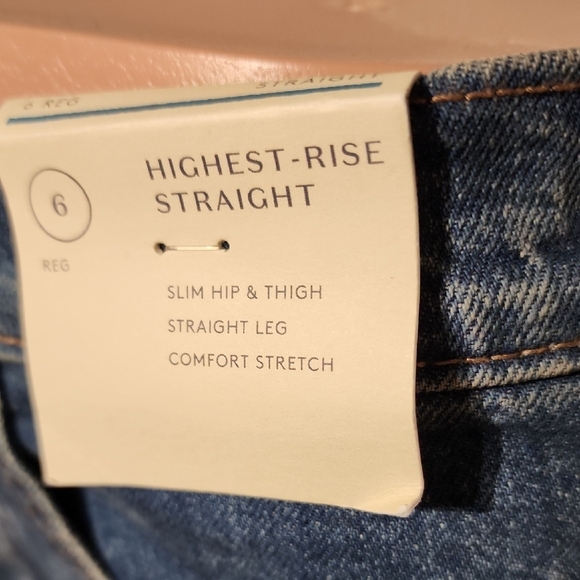 6 REG STRAIGHT
6
REG
HIGHEST-RISE
STRAIGHT
SLIM HIP & THIGH
STRAIGHT LEG
COMFORT STRETCH